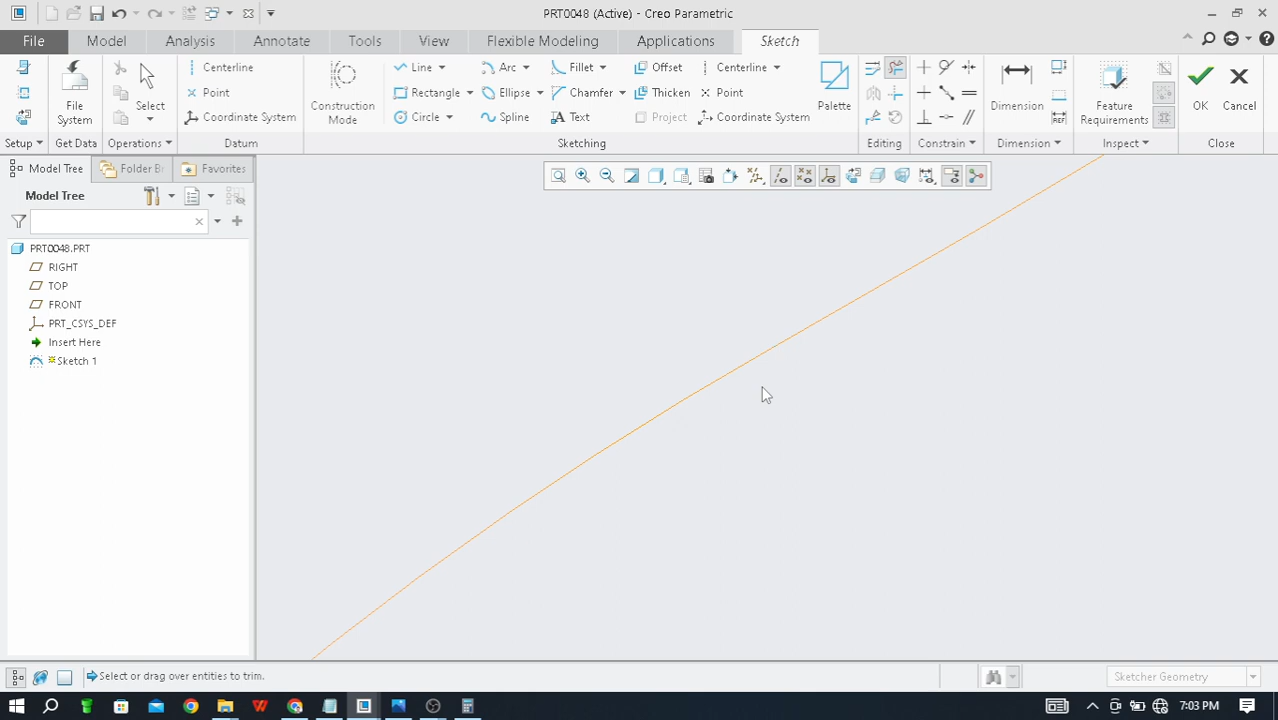 PRT0048 (Active) - Creo Parametric
File Model Analysis Annotate Tools View Flexible Modeling Applications Sketch
Centerline Line Arc Fillet Offset Centerline
Point Rectangle Ellipse Chamfer Thicken Point
Coordinate System Circle Spline Text Project Coordinate System
File System Select Construction Mode Palette Dimension Feature Requirements OK Cancel
Setup Get Data Operations Datum Sketching Editing Constrain Dimension Inspect Close
Model Tree Folder B Favorites
Model Tree
PRT0048.PRT
RIGHT
TOP
FRONT
PRT_CSYS_DEF
Insert Here
Sketch 1
Select or drag over entities to trim.
Sketcher Geometry
7:03 PM